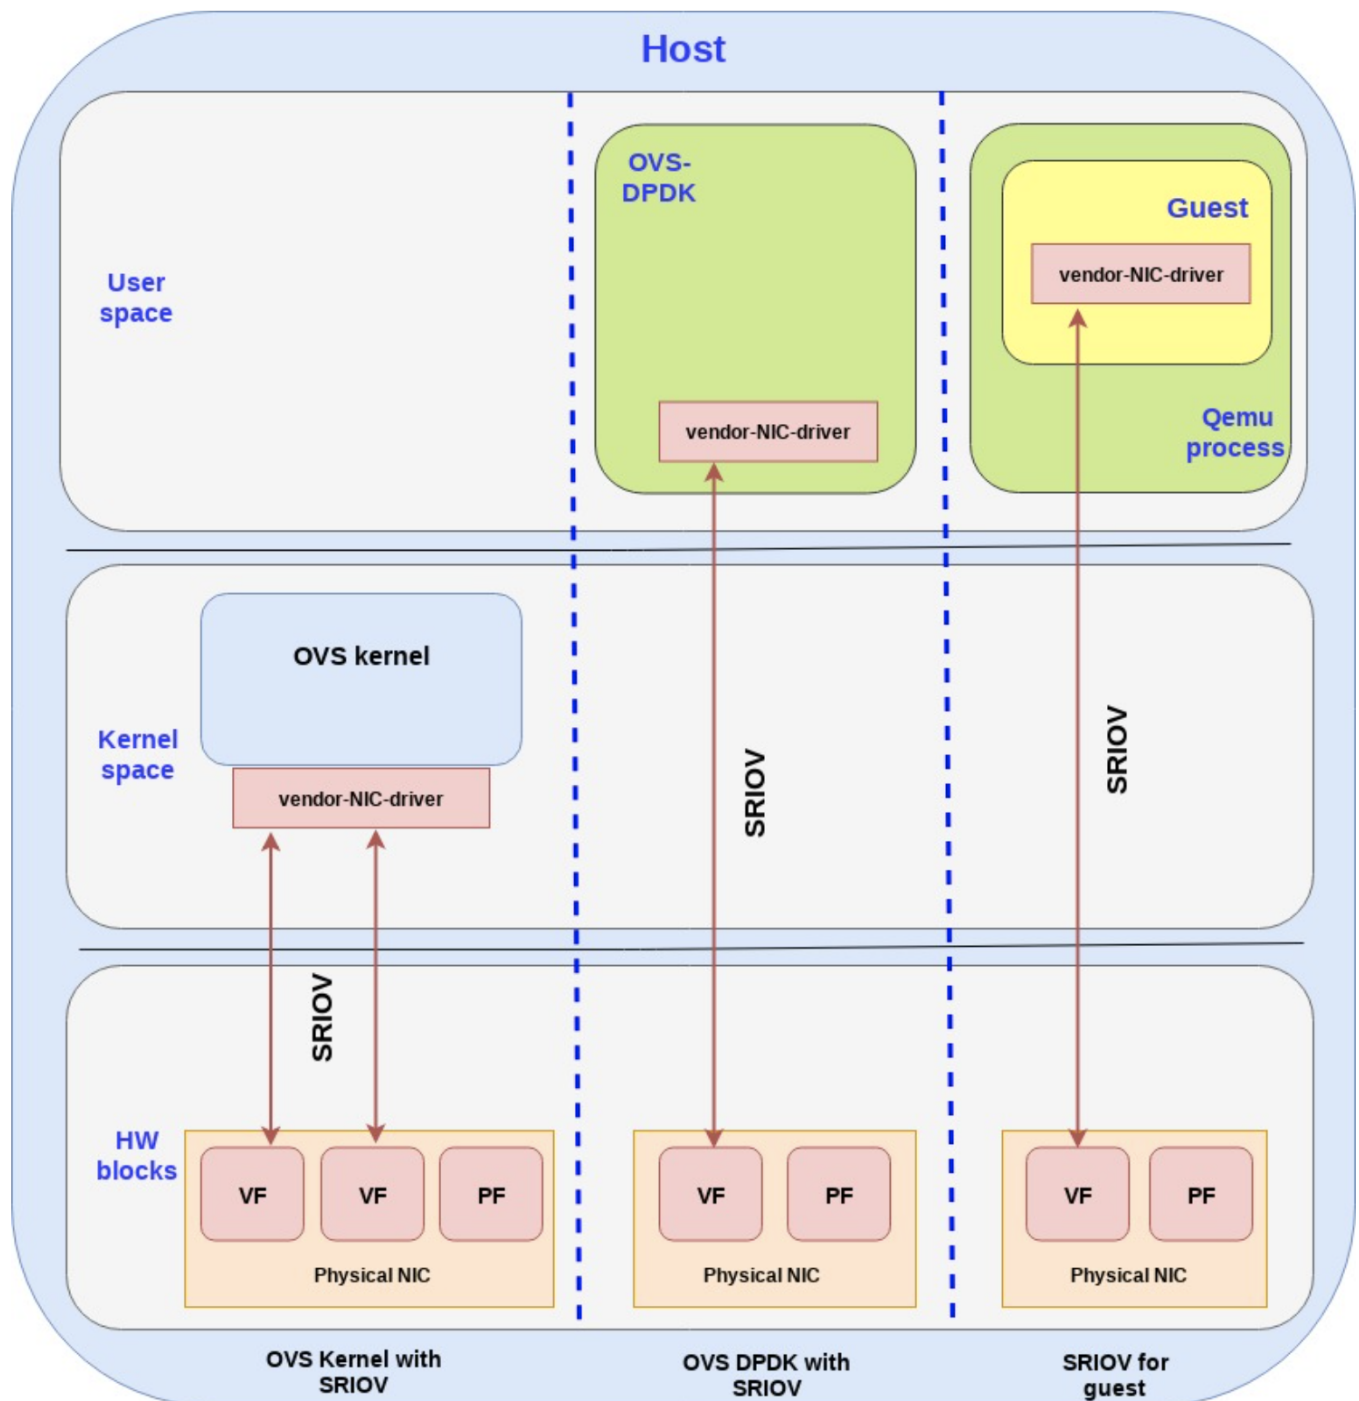 Host
User
space
OVS-
DPDK
vendor-NIC-driver
Guest
vendor-NIC-driver
Qemu
process
Kernel
space
OVS kernel
vendor-NIC-driver
SRIOV
SRIOV
SRIOV
HW
blocks
VF
VF
PF
Physical NIC
VF
PF
Physical NIC
VF
PF
Physical NIC
OVS Kernel with
SRIOV
OVS DPDK with
SRIOV
SRIOV for
guest